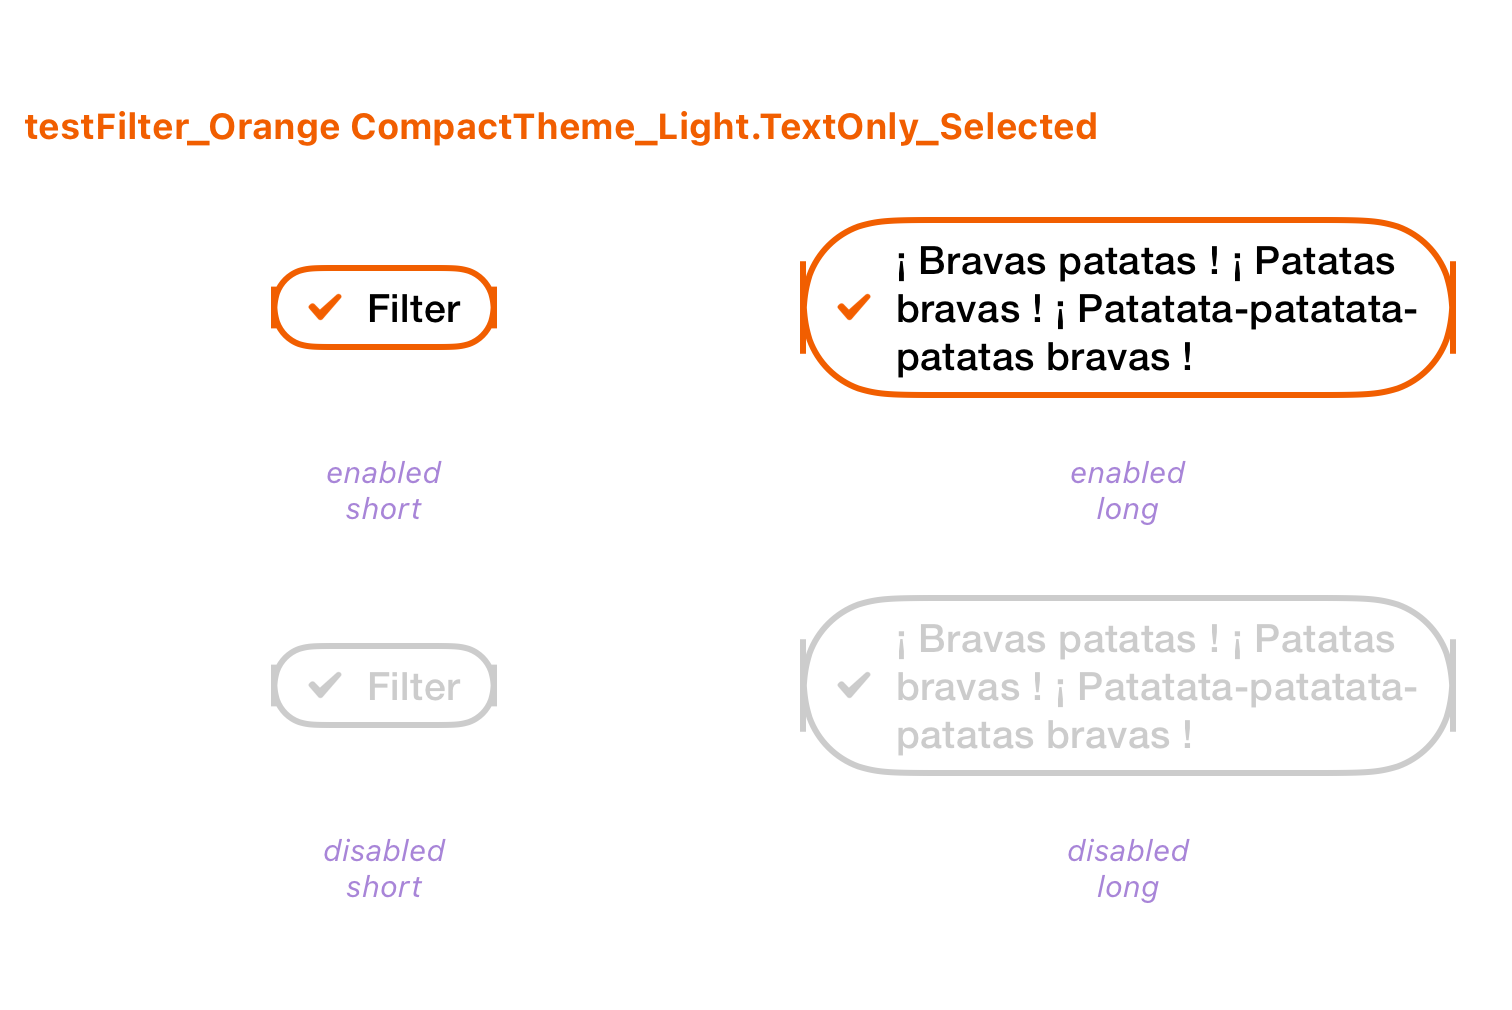 testFilter_Orange CompactTheme_Light.TextOnly_Selected
Filter
¡ Bravas patatas ! ¡ Patatas
bravas ! ¡ Patatata-patatata-
patatas bravas !
enabled
short
enabled
long
Filter
¡ Bravas patatas ! ¡ Patatas
bravas ! ¡ Patatata-patatata-
patatas bravas !
disabled
short
disabled
long